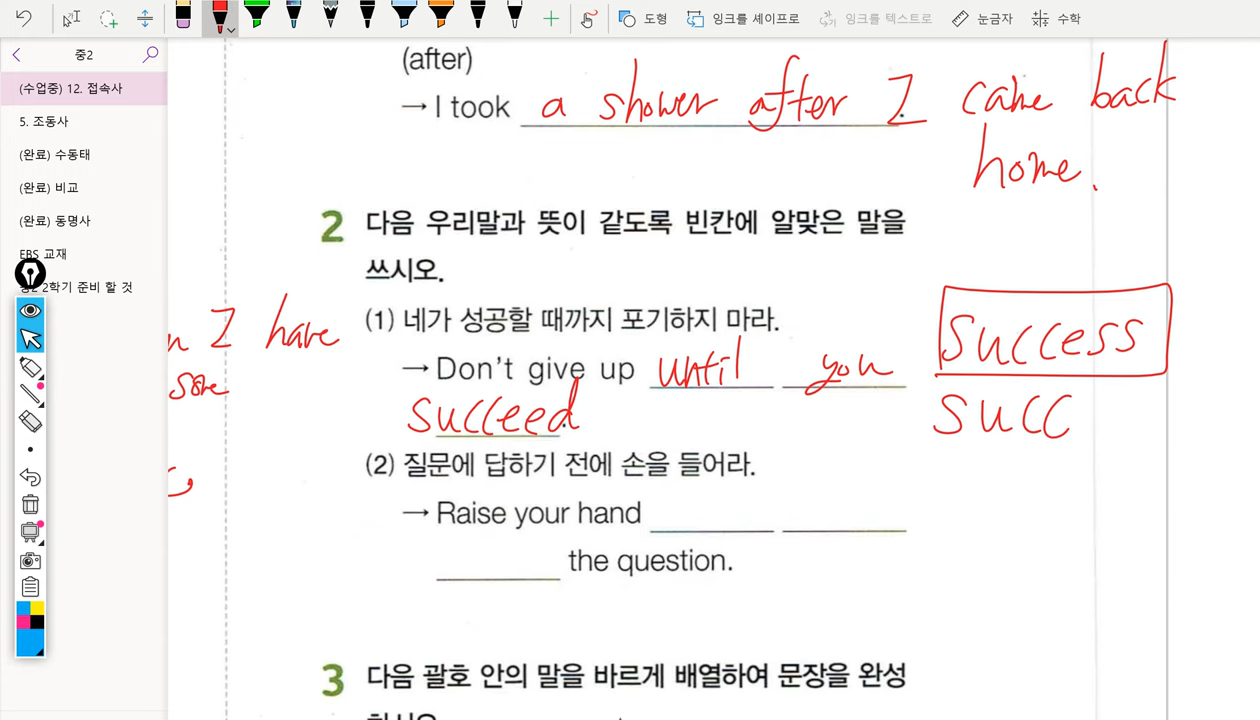 도형
잉크를 셰이프로
잉크를 텍스트로
눈금자
수학
중2
(수업중) 12. 접속사
5. 조동사
(완료) 수동태
(완료) 비교
(완료) 동명사
EBS 교재
중2 2학기 준비 할 것
(after)
→ I took a shower after I came back
home.
2 다음 우리말과 뜻이 같도록 빈칸에 알맞은 말을
쓰시오.
I have
(1) 네가 성공할 때까지 포기하지 마라.
success
→ Don't give up until you
succeed.
succ
(2) 질문에 답하기 전에 손을 들어라.
→ Raise your hand
the question.
3 다음 괄호 안의 말을 바르게 배열하여 문장을 완성